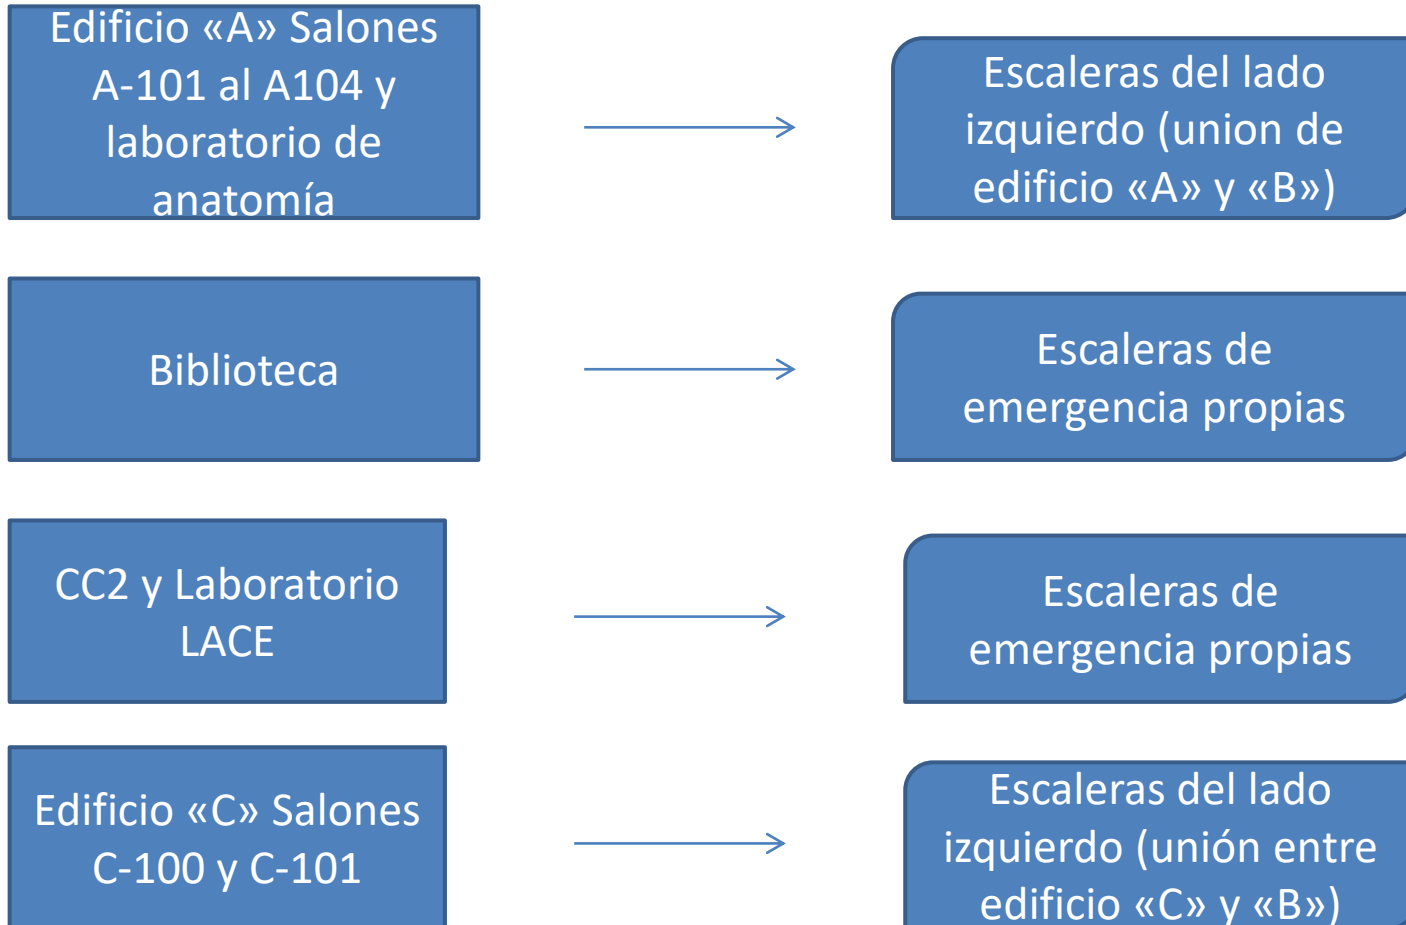 Edificio «A» Salones
A-101 al A104 y
laboratorio de
anatomía
Escaleras del lado
izquierdo (union de
edificio «A» y «B»)
Biblioteca
Escaleras de
emergencia propias
CC2 y Laboratorio
LACE
Escaleras de
emergencia propias
Edificio «C» Salones
C-100 y C-101
Escaleras del lado
izquierdo (unión entre
edificio «C» y «B»)